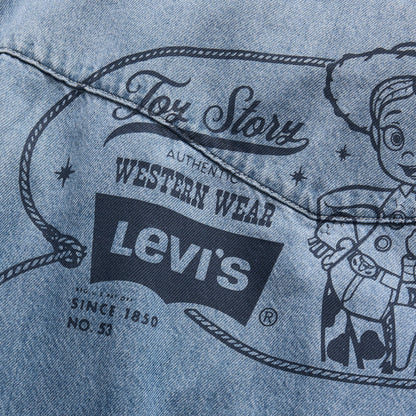 Toy Story
AUTHENTIC
WESTERN WEAR
LEVI'S ®
SINCE 1850
NO. 53